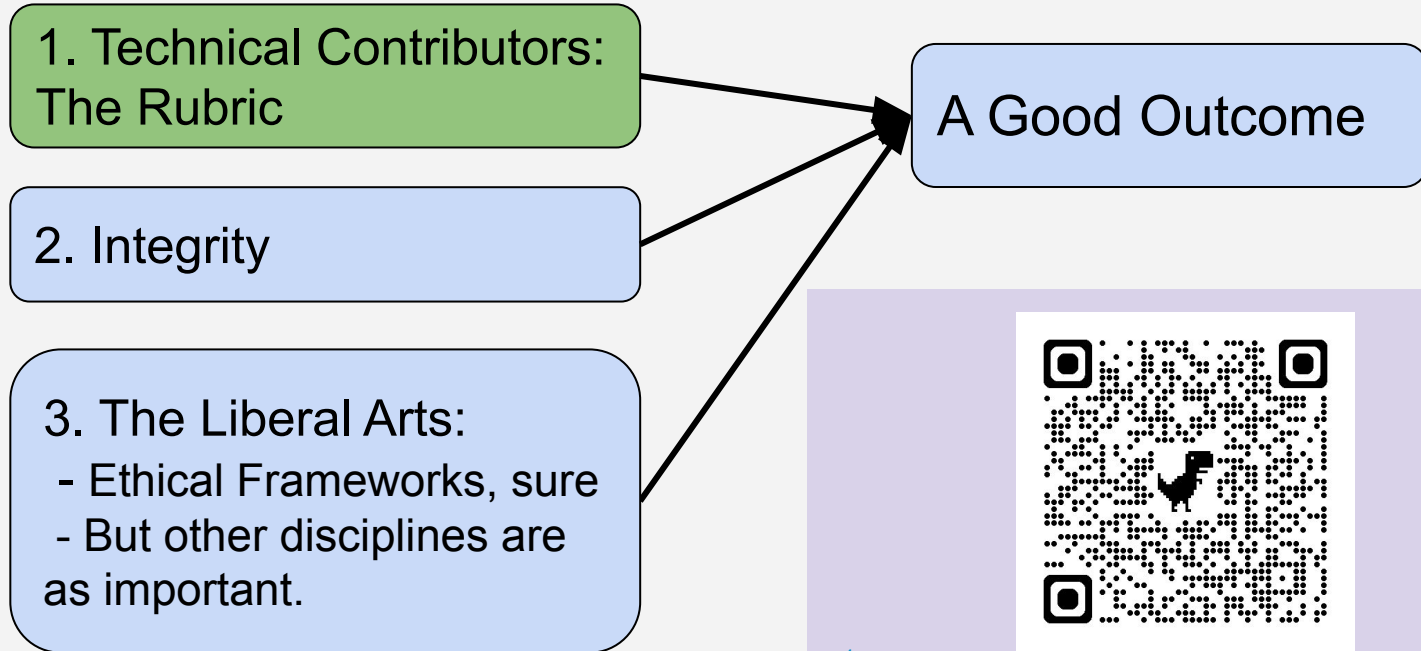 1. Technical Contributors:
The Rubric
A Good Outcome
2. Integrity
3. The Liberal Arts:
- Ethical Frameworks, sure
- But other disciplines are
as important.